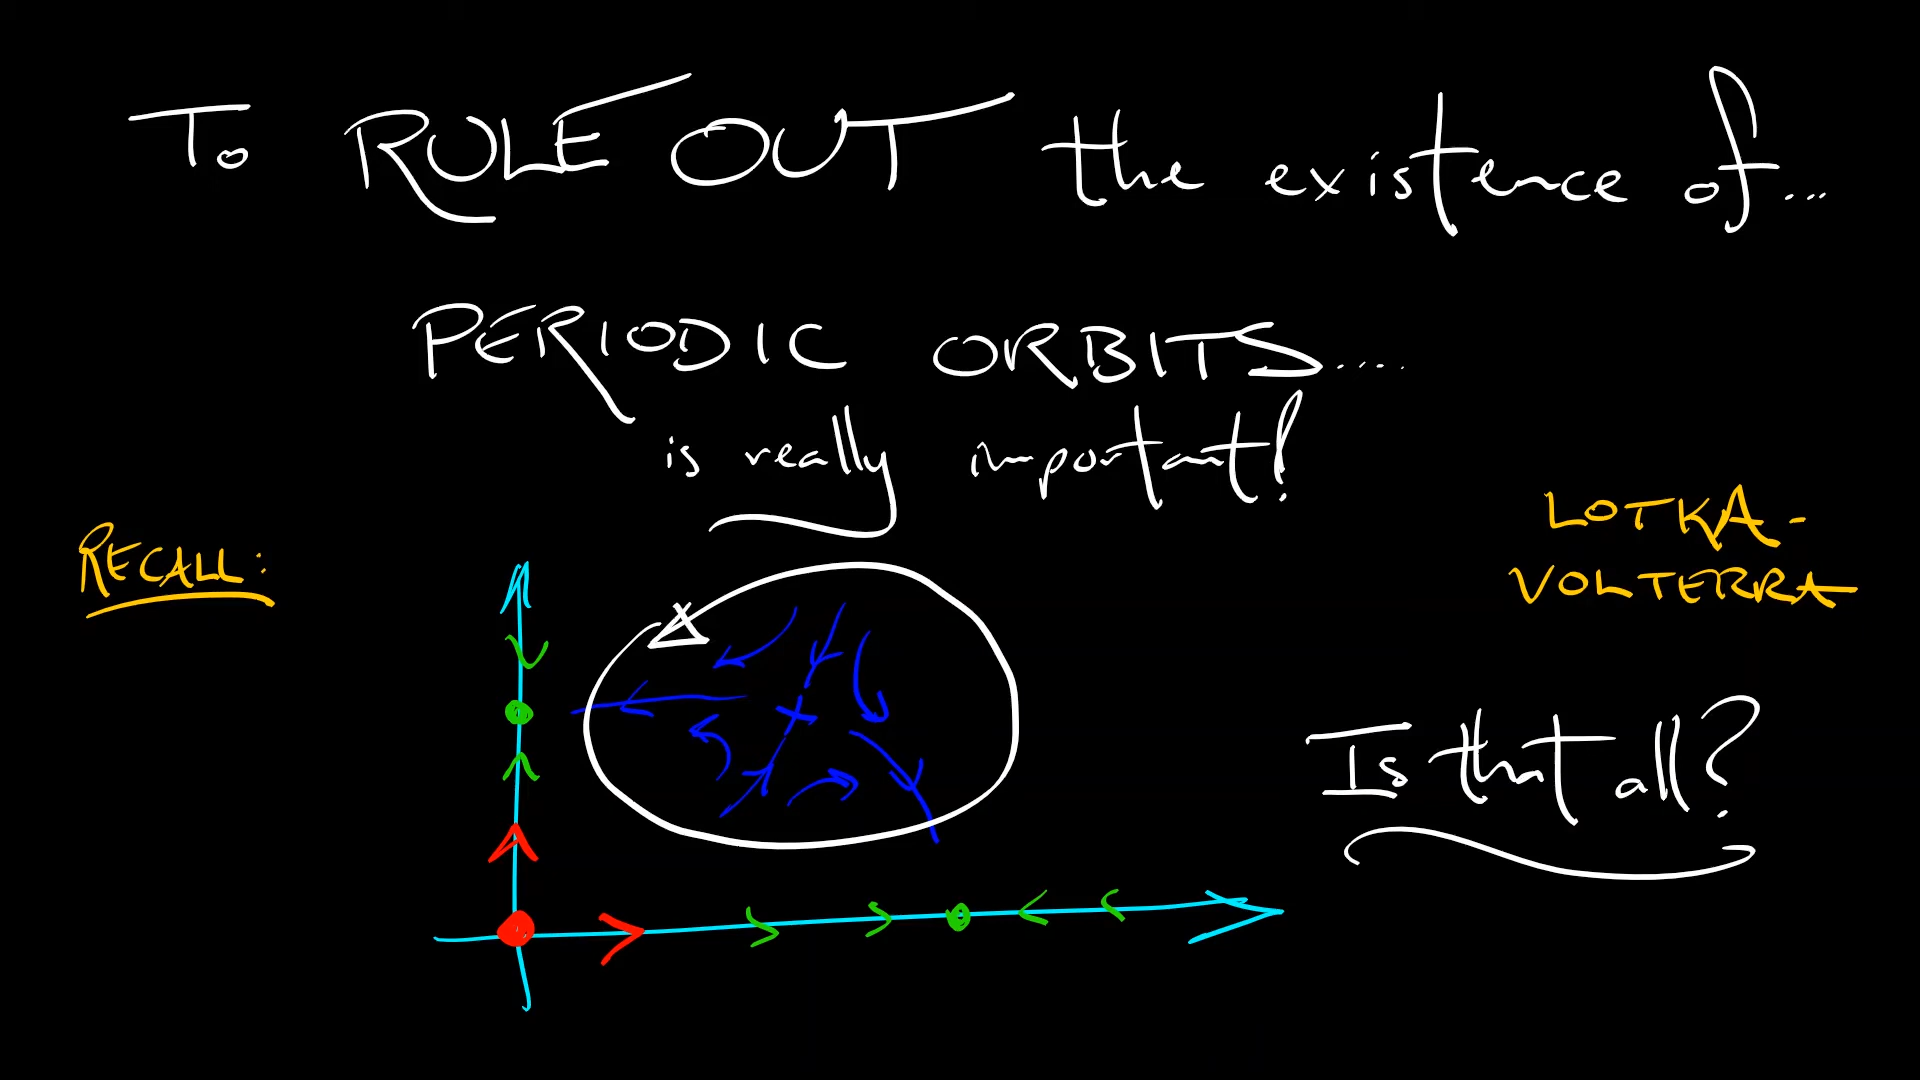 To RULE OUT the existence of...
PERIODIC ORBITS....
is really important!
RECALL:
LOTKA-
VOLTERRA
Is that all?